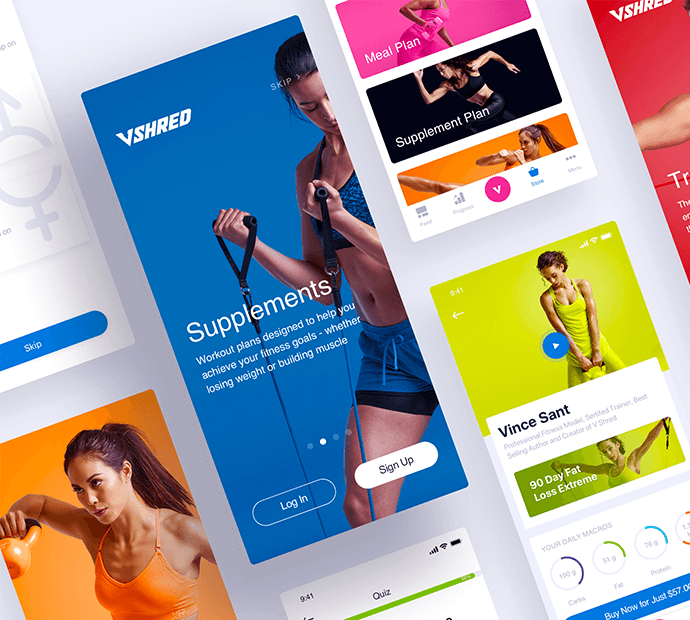 on
on
Skip
SKIP >
VSHRED
Supplements
Workout plans designed to help you
achieve your fitness goals - whether
losing weight or building muscle
Log In
Sign Up
Meal Plan
Supplement Plan
Feed
Progress
V
Store
Menu
9:41
Quiz
9:41
Vince Sant
Professional Fitness Model, Sertifed Trainer, Best
Selling Author and Creator of V Shred
90 Day Fat
Loss Extreme
YOUR DAILY MACROS
190 g
51 g
76 g
Carbs
Fat
Protein
Buy Now for Just $57.00
VSHRED
Tr
The